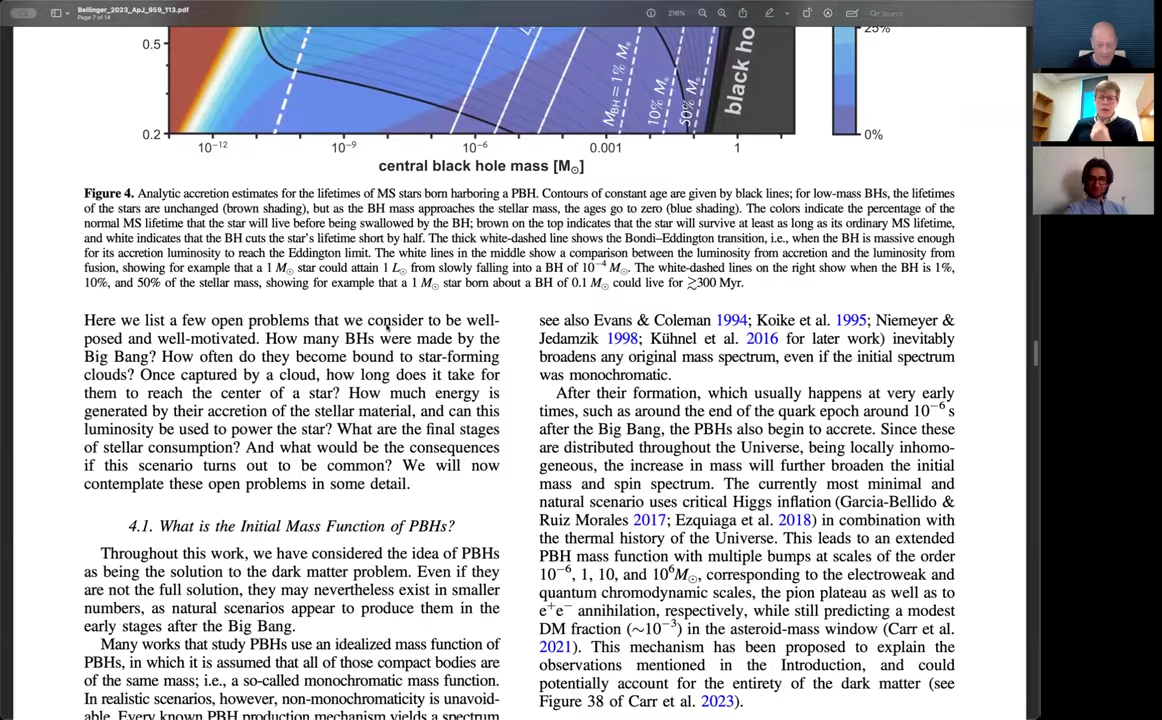 Bellinger_2023_ApJ_959_113.pdf
Page 7 of 14
216%
Search
0.5
0.2
M_BH = 1% M⋆
10% M⋆
50% M⋆
black ho
25%
0%
10⁻¹²
10⁻⁹
10⁻⁶
0.001
1
central black hole mass [M⊙]
Figure 4. Analytic accretion estimates for the lifetimes of MS stars born harboring a PBH. Contours of constant age are given by black lines; for low-mass BHs, the lifetimes
of the stars are unchanged (brown shading), but as the BH mass approaches the stellar mass, the ages go to zero (blue shading). The colors indicate the percentage of the
normal MS lifetime that the star will live before being swallowed by the BH; brown on the top indicates that the star will survive at least as long as its ordinary MS lifetime,
and white indicates that the BH cuts the star's lifetime short by half. The thick white-dashed line shows the Bondi–Eddington transition, i.e., when the BH is massive enough
for its accretion luminosity to reach the Eddington limit. The white lines in the middle show a comparison between the luminosity from accretion and the luminosity from
fusion, showing for example that a 1 M⊙ star could attain 1 L⊙ from slowly falling into a BH of 10⁻⁴ M⊙. The white-dashed lines on the right show when the BH is 1%,
10%, and 50% of the stellar mass, showing for example that a 1 M⊙ star born about a BH of 0.1 M⊙ could live for ≳300 Myr.
Here we list a few open problems that we consider to be well-
posed and well-motivated. How many BHs were made by the
Big Bang? How often do they become bound to star-forming
clouds? Once captured by a cloud, how long does it take for
them to reach the center of a star? How much energy is
generated by their accretion of the stellar material, and can this
luminosity be used to power the star? What are the final stages
of stellar consumption? And what would be the consequences
if this scenario turns out to be common? We will now
contemplate these open problems in some detail.
4.1. What is the Initial Mass Function of PBHs?
Throughout this work, we have considered the idea of PBHs
as being the solution to the dark matter problem. Even if they
are not the full solution, they may nevertheless exist in smaller
numbers, as natural scenarios appear to produce them in the
early stages after the Big Bang.
Many works that study PBHs use an idealized mass function of
PBHs, in which it is assumed that all of those compact bodies are
of the same mass; i.e., a so-called monochromatic mass function.
In realistic scenarios, however, non-monochromaticity is unavoid-
able. Every known PBH production mechanism yields a spectrum
see also Evans & Coleman 1994; Koike et al. 1995; Niemeyer &
Jedamzik 1998; Kühnel et al. 2016 for later work) inevitably
broadens any original mass spectrum, even if the initial spectrum
was monochromatic.
After their formation, which usually happens at very early
times, such as around the end of the quark epoch around 10⁻⁶ s
after the Big Bang, the PBHs also begin to accrete. Since these
are distributed throughout the Universe, being locally inhomo-
geneous, the increase in mass will further broaden the initial
mass and spin spectrum. The currently most minimal and
natural scenario uses critical Higgs inflation (Garcia-Bellido &
Ruiz Morales 2017; Ezquiaga et al. 2018) in combination with
the thermal history of the Universe. This leads to an extended
PBH mass function with multiple bumps at scales of the order
10⁻⁶, 1, 10, and 10⁶M⊙, corresponding to the electroweak and
quantum chromodynamic scales, the pion plateau as well as to
e⁺e⁻ annihilation, respectively, while still predicting a modest
DM fraction (∼10⁻³) in the asteroid-mass window (Carr et al.
2021). This mechanism has been proposed to explain the
observations mentioned in the Introduction, and could
potentially account for the entirety of the dark matter (see
Figure 38 of Carr et al. 2023).